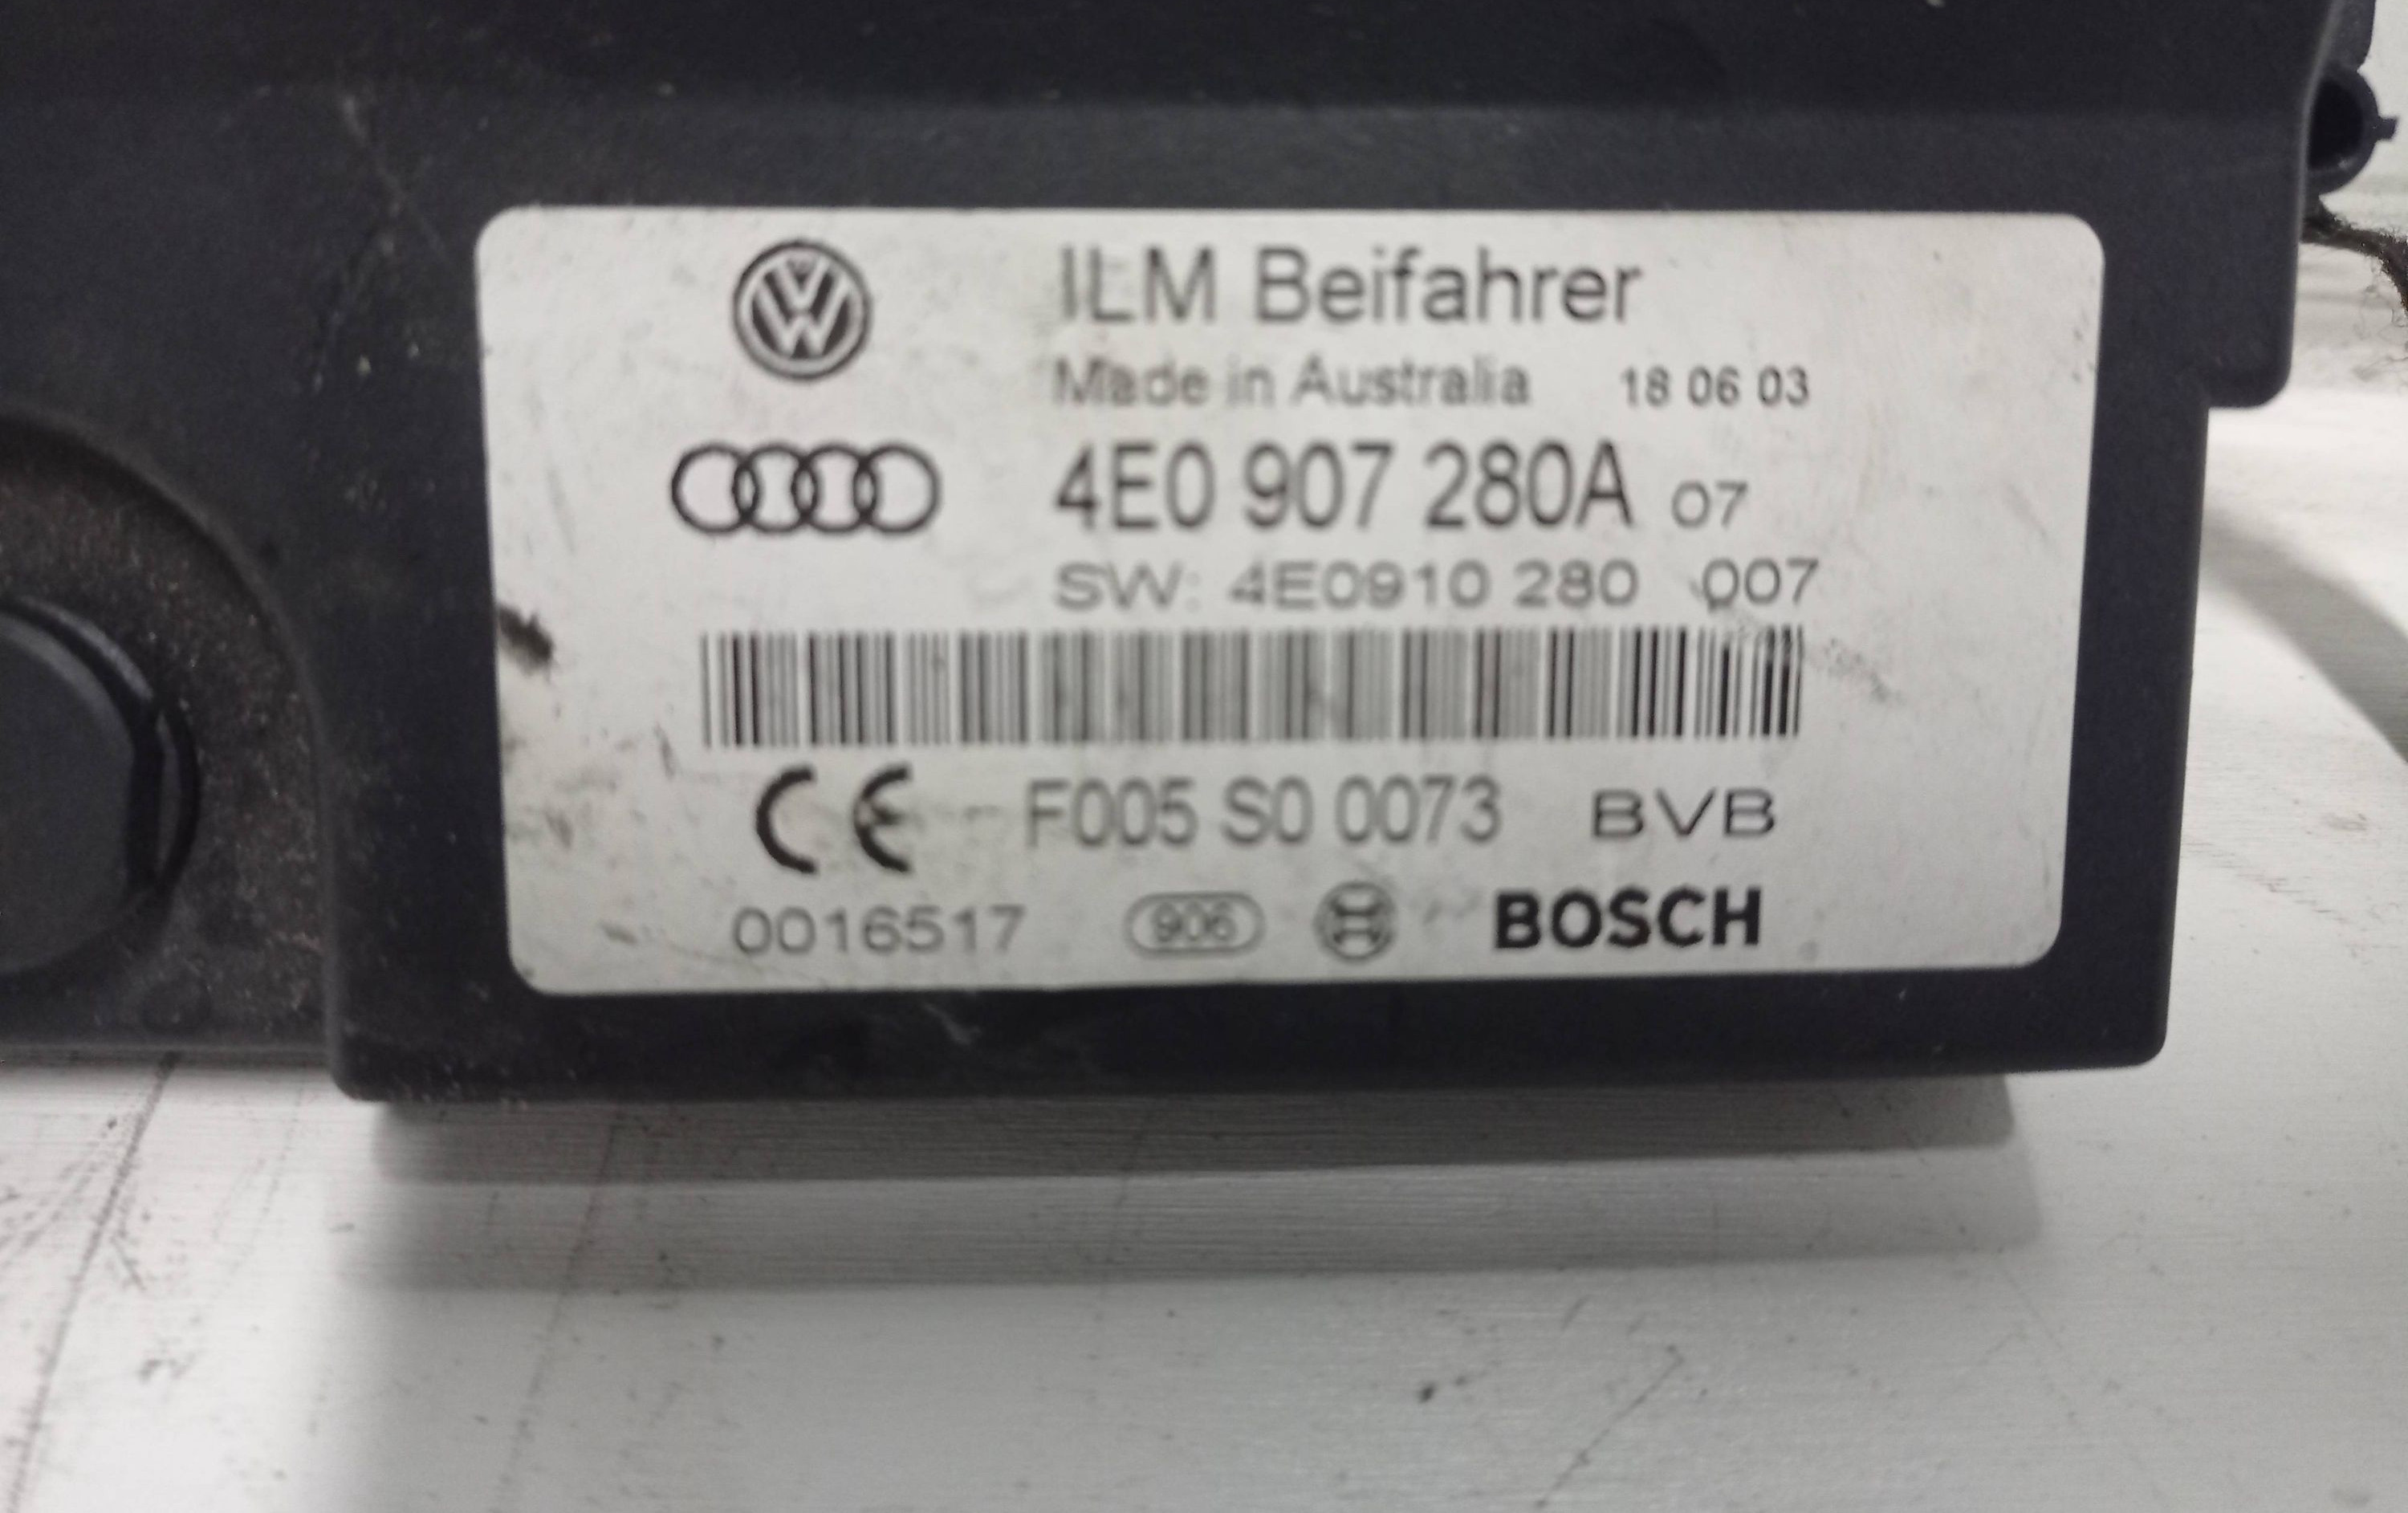 ILM Beifahrer
Made in Australia 18 06 03
4E0 907 280A 07
SW: 4E0910 280 007
CE F005 S0 0073 BVB
0016517 906 BOSCH